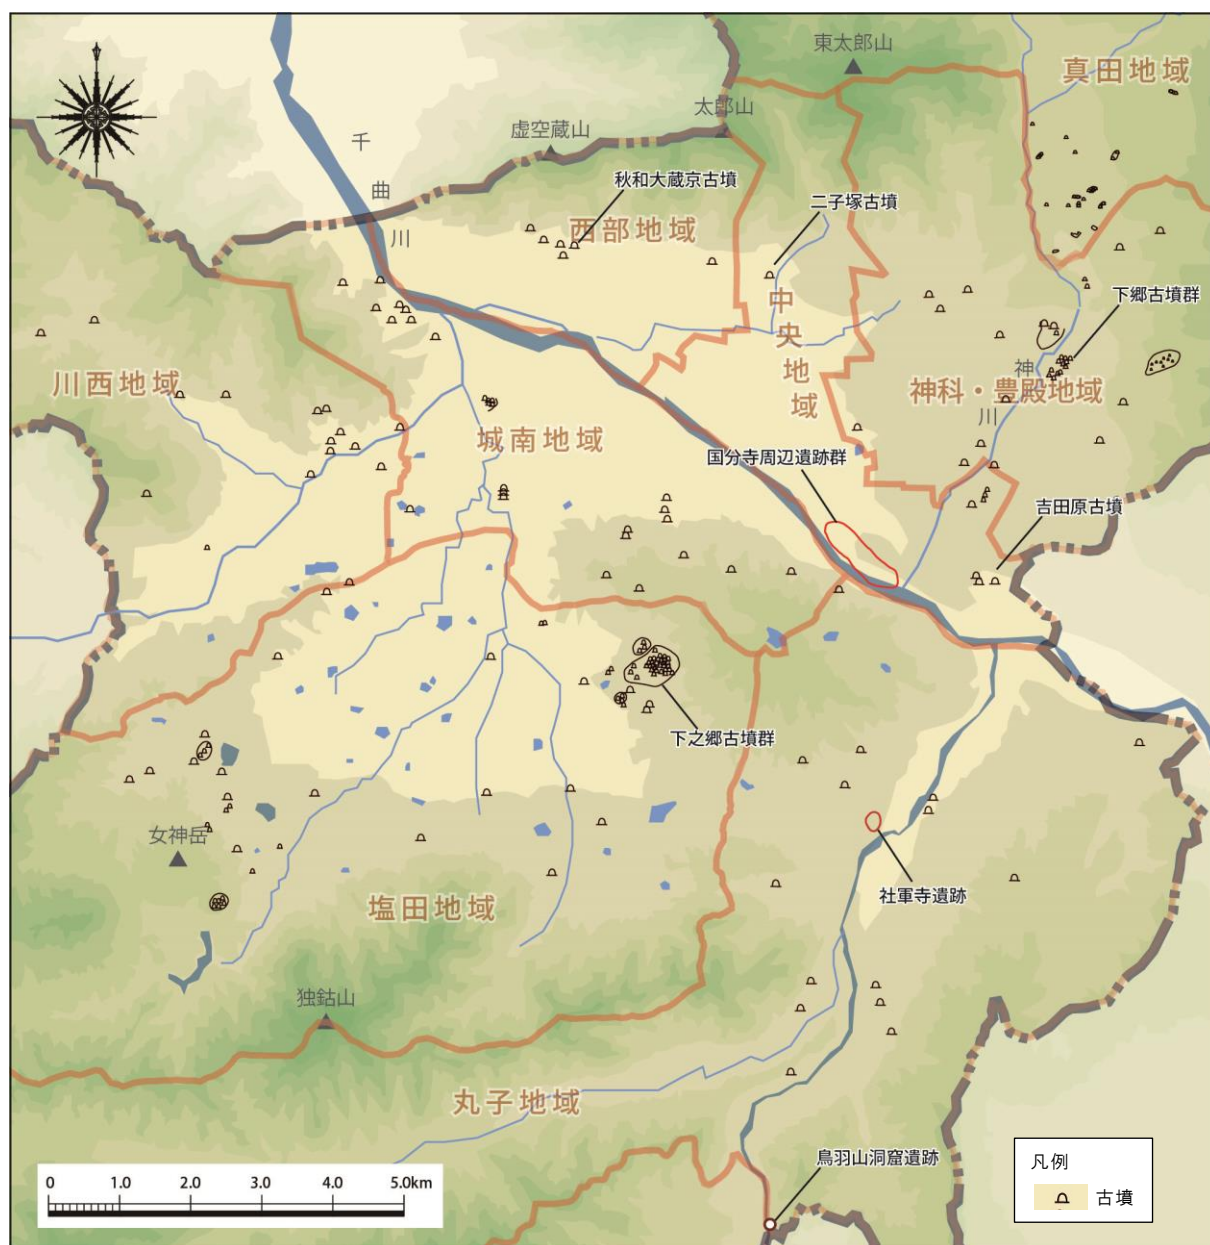 東太郎山
真田地域
太郎山
千曲川
虚空蔵山
秋和大蔵京古墳
二子塚古墳
西部地域
下郷古墳群
中央地域
川西地域
神科・豊殿地域
神川
城南地域
国分寺周辺遺跡群
吉田原古墳
下之郷古墳群
女神岳
社軍寺遺跡
塩田地域
独鈷山
丸子地域
鳥羽山洞窟遺跡
凡例
古墳
0 1.0 2.0 3.0 4.0 5.0km